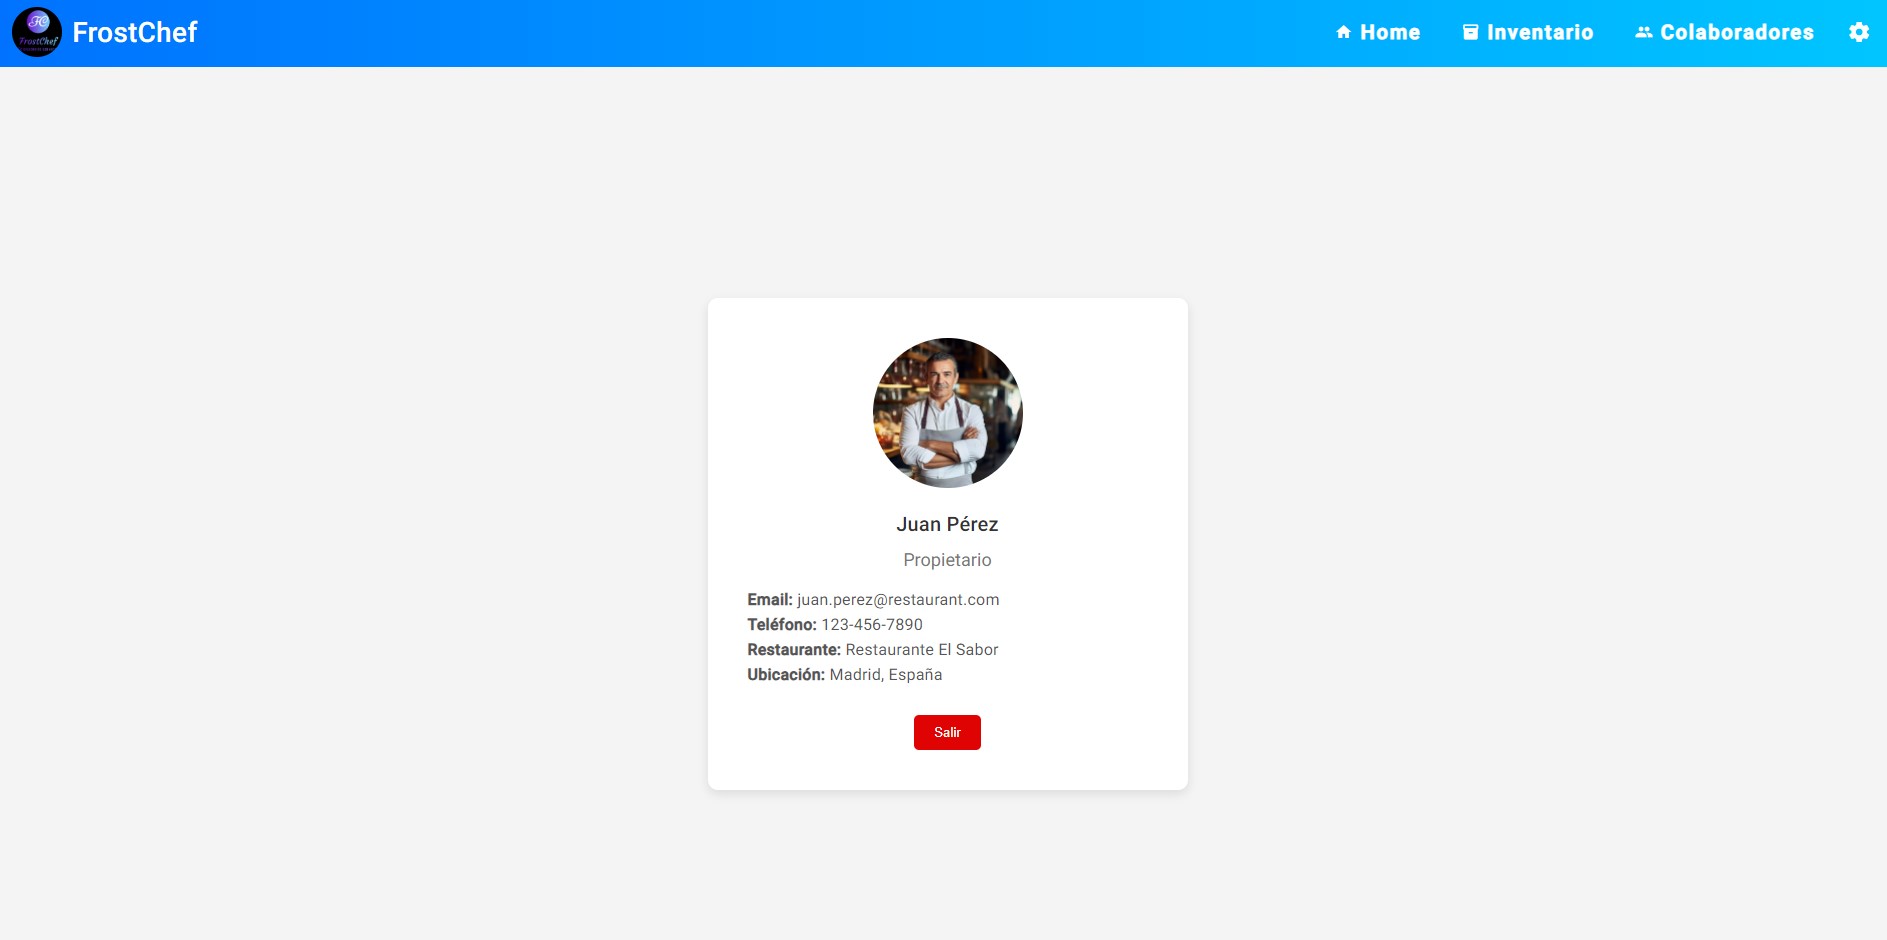 FrostChef
FrostChef
Home
Inventario
Colaboradores
Juan Pérez
Propietario
Email: juan.perez@restaurant.com
Teléfono: 123-456-7890
Restaurante: Restaurante El Sabor
Ubicación: Madrid, España
Salir